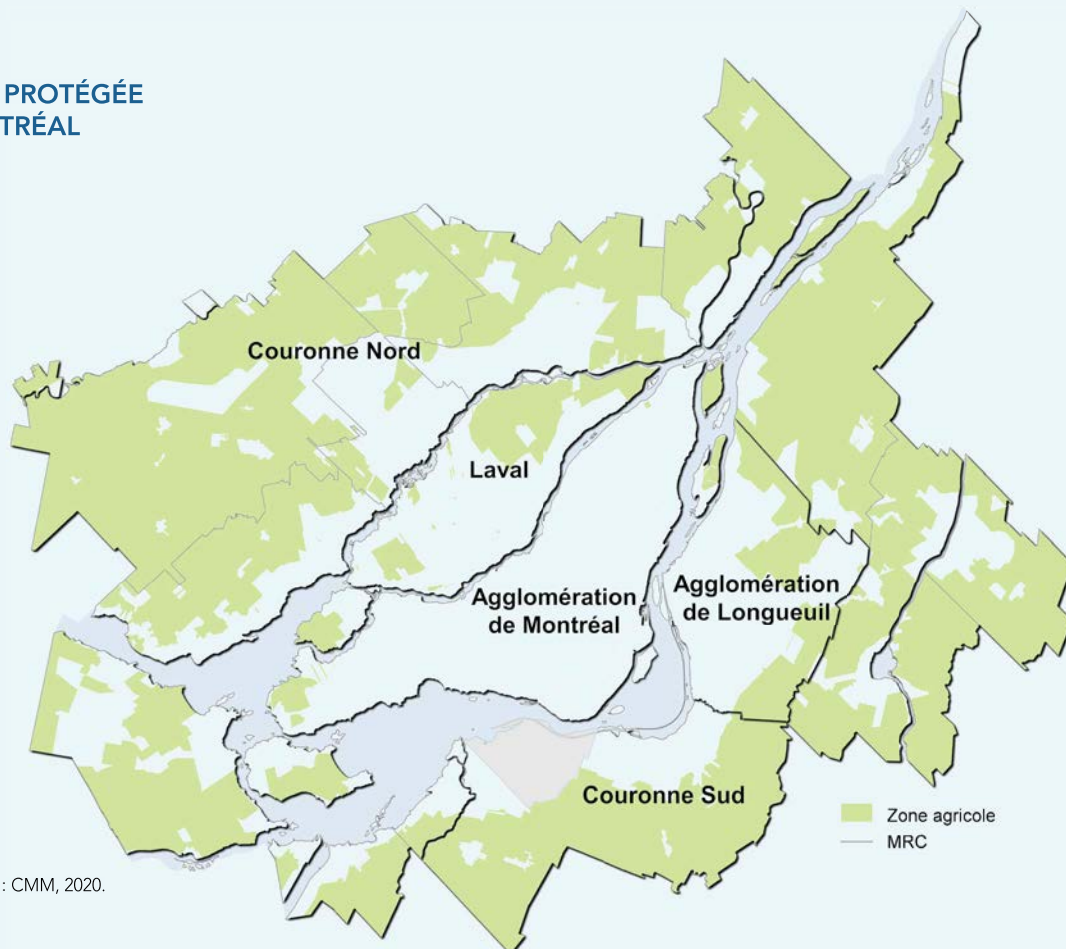 PROTÉGÉE
TRÉAL
Couronne Nord
Laval
Agglomération
de Montréal
Agglomération
de Longueuil
Couronne Sud
Zone agricole
MRC
: CMM, 2020.